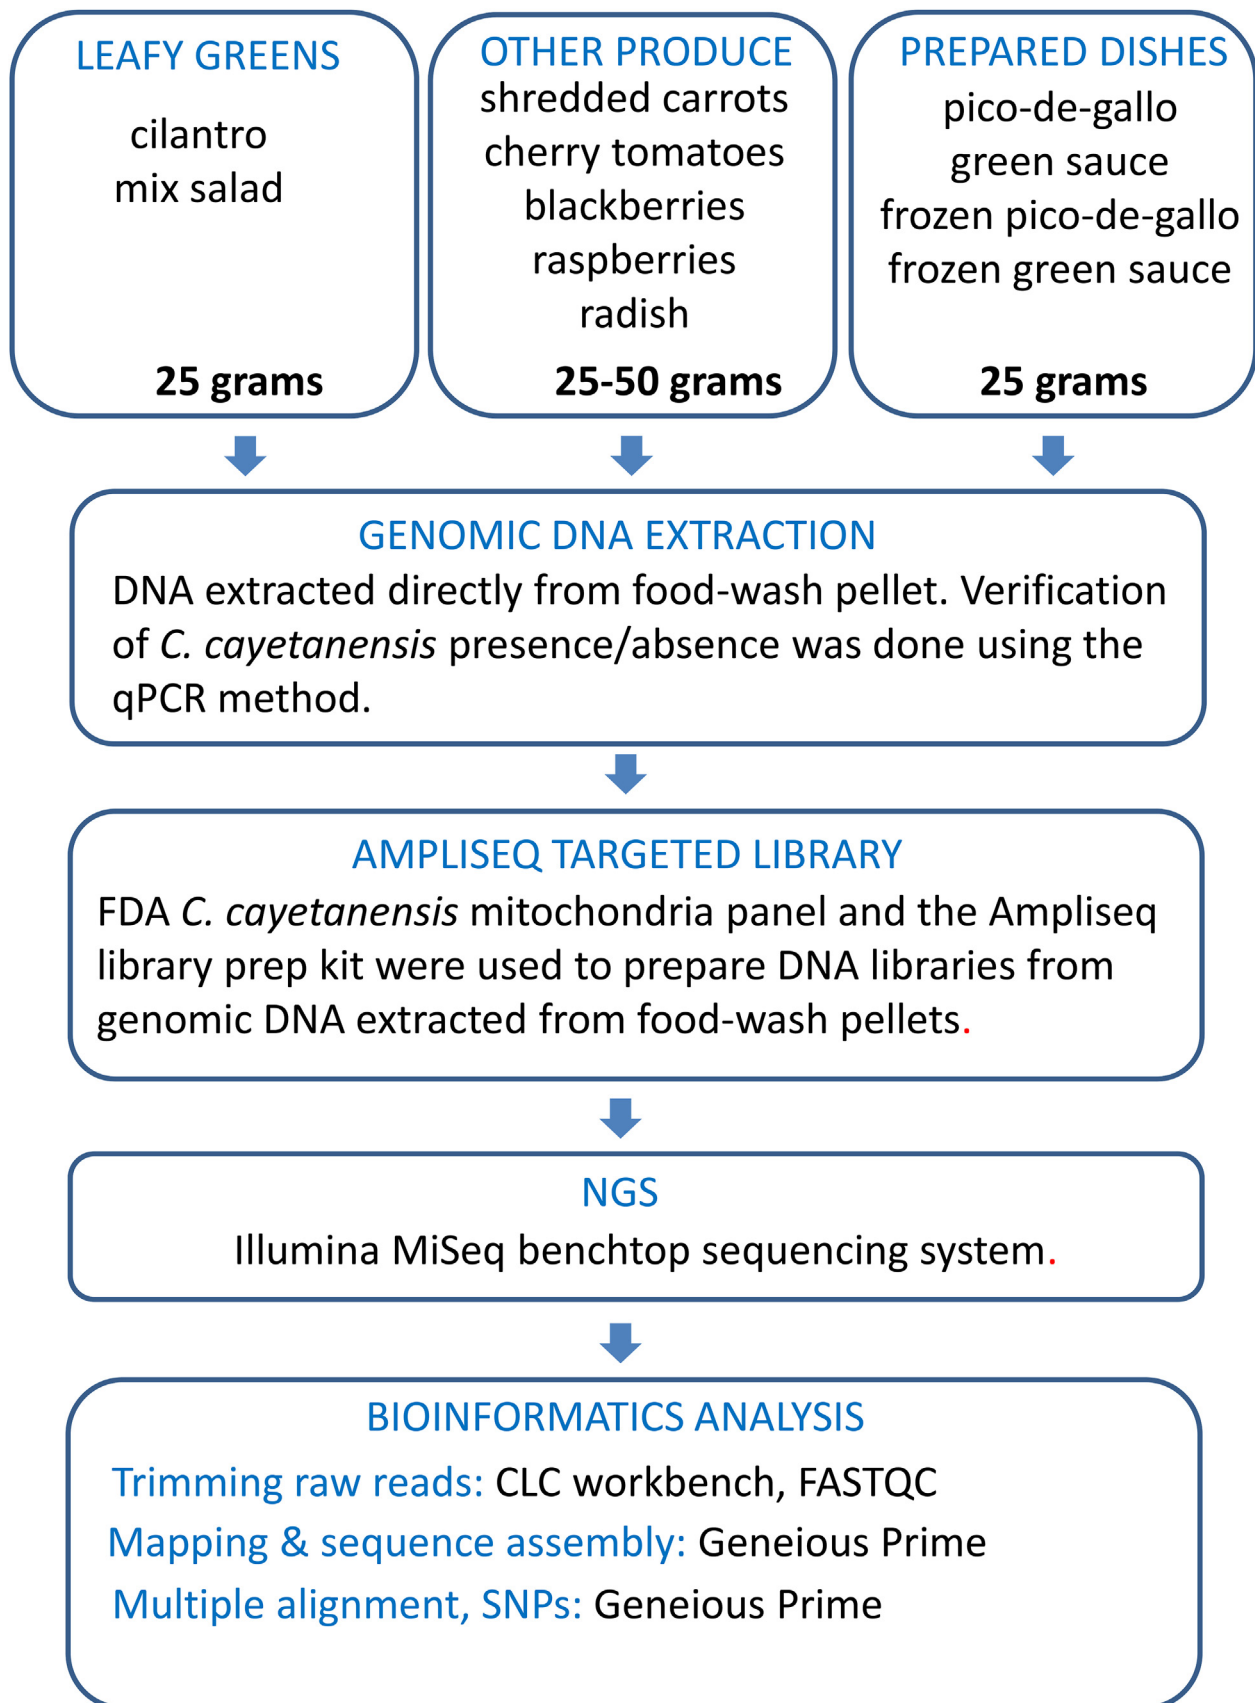 LEAFY GREENS
cilantro
mix salad
25 grams
OTHER PRODUCE
shredded carrots
cherry tomatoes
blackberries
raspberries
radish
25-50 grams
PREPARED DISHES
pico-de-gallo
green sauce
frozen pico-de-gallo
frozen green sauce
25 grams
GENOMIC DNA EXTRACTION
DNA extracted directly from food-wash pellet. Verification
of C. cayetanensis presence/absence was done using the
qPCR method.
AMPLISEQ TARGETED LIBRARY
FDA C. cayetanensis mitochondria panel and the Ampliseq
library prep kit were used to prepare DNA libraries from
genomic DNA extracted from food-wash pellets.
NGS
Illumina MiSeq benchtop sequencing system.
BIOINFORMATICS ANALYSIS
Trimming raw reads: CLC workbench, FASTQC
Mapping & sequence assembly: Geneious Prime
Multiple alignment, SNPs: Geneious Prime